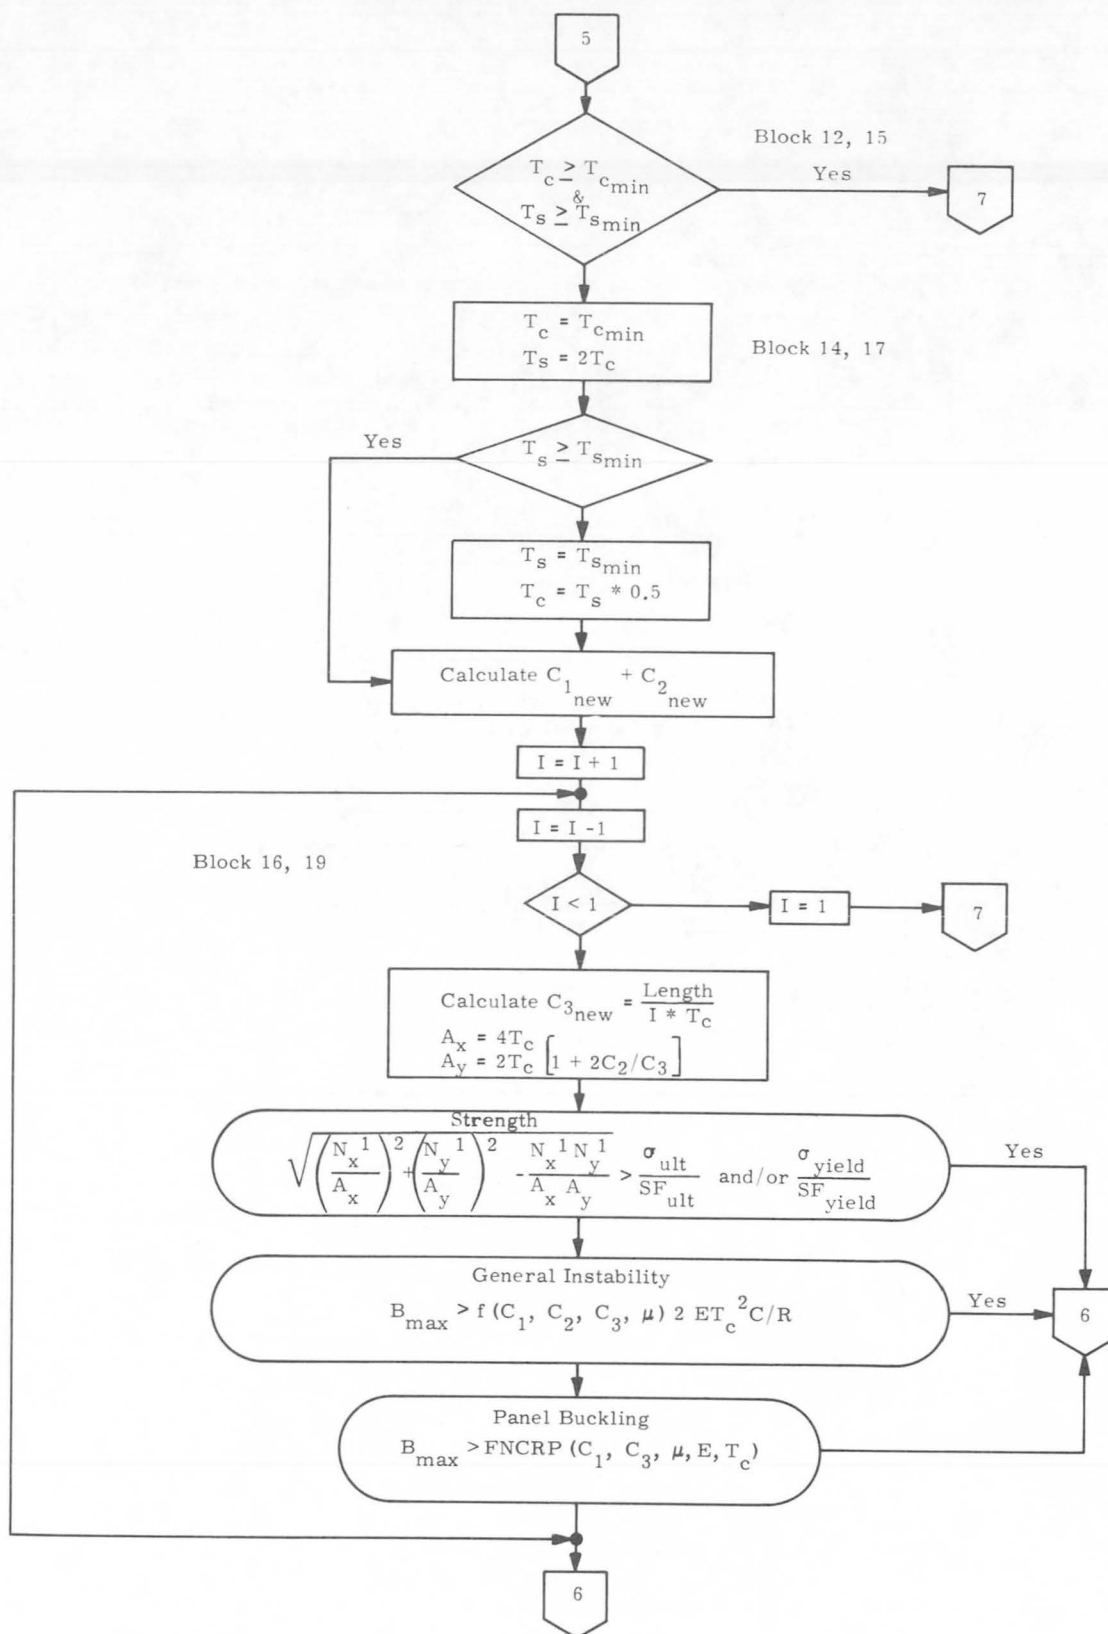 5
Block 12, 15
T_c ≥ T_c_min
&
T_s ≥ T_s_min
Yes
7
T_c = T_c_min
T_s = 2T_c
Block 14, 17
Yes
T_s ≥ T_s_min
T_s = T_s_min
T_c = T_s * 0.5
Calculate C_1_new + C_2_new
I = I + 1
I = I -1
Block 16, 19
I < 1
I = 1
7
Calculate C_3_new = Length / I * T_c
A_x = 4T_c
A_y = 2T_c [1 + 2C_2/C_3]
Strength
√((N_x^1/A_x)^2 + (N_y^1/A_y)^2 - N_x^1 N_y^1/A_x A_y) > σ_ult/SF_ult and/or σ_yield/SF_yield
Yes
General Instability
B_max > f (C_1, C_2, C_3, μ) 2 ET_c^2 C/R
Yes
6
Panel Buckling
B_max > FNCRP (C_1, C_3, μ, E, T_c)
6